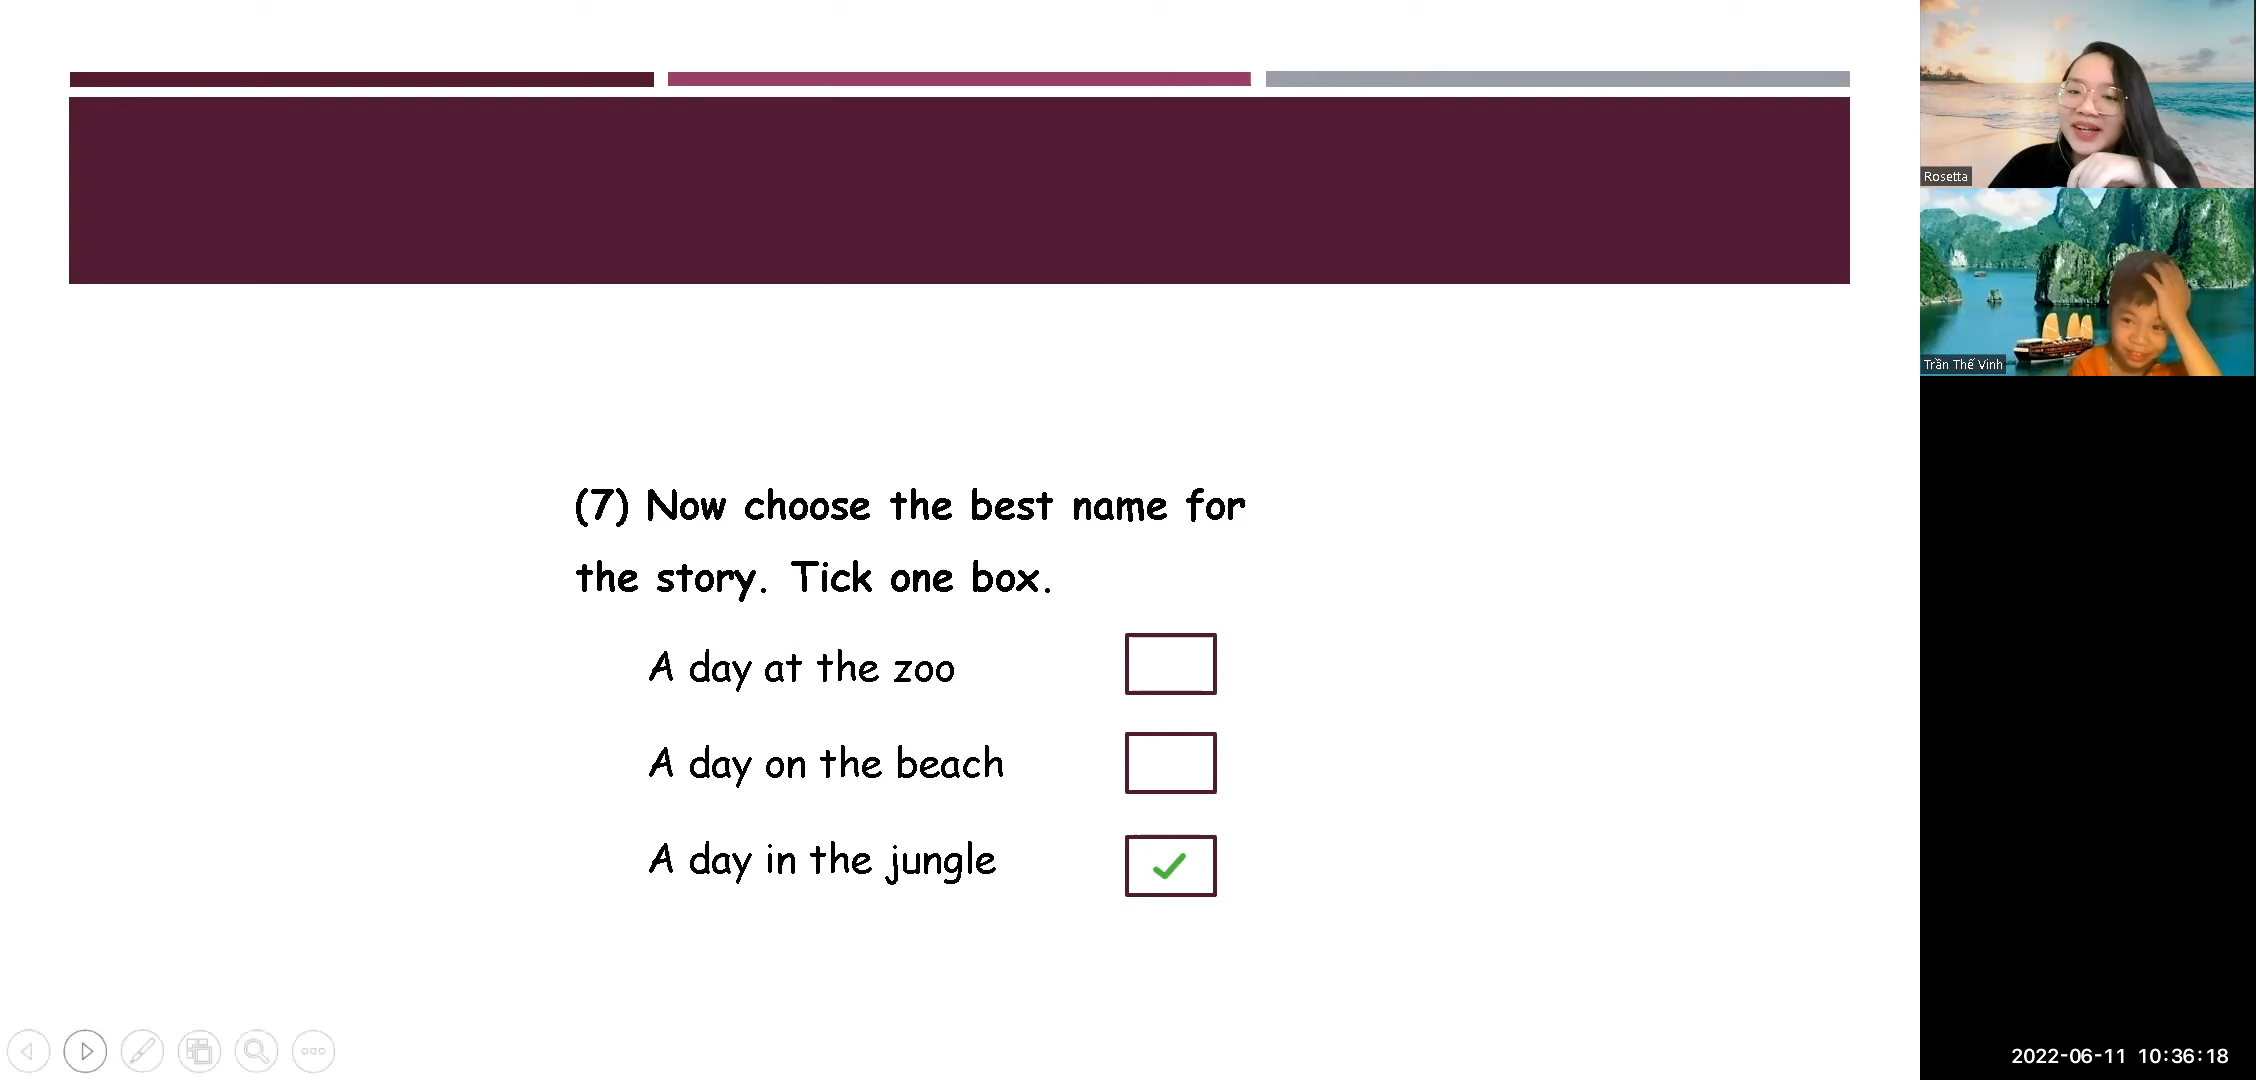 (7) Now choose the best name for
the story. Tick one box.
A day at the zoo
A day on the beach
A day in the jungle
Rosetta
Trần Thế Vinh
2022-06-11 10:36:18